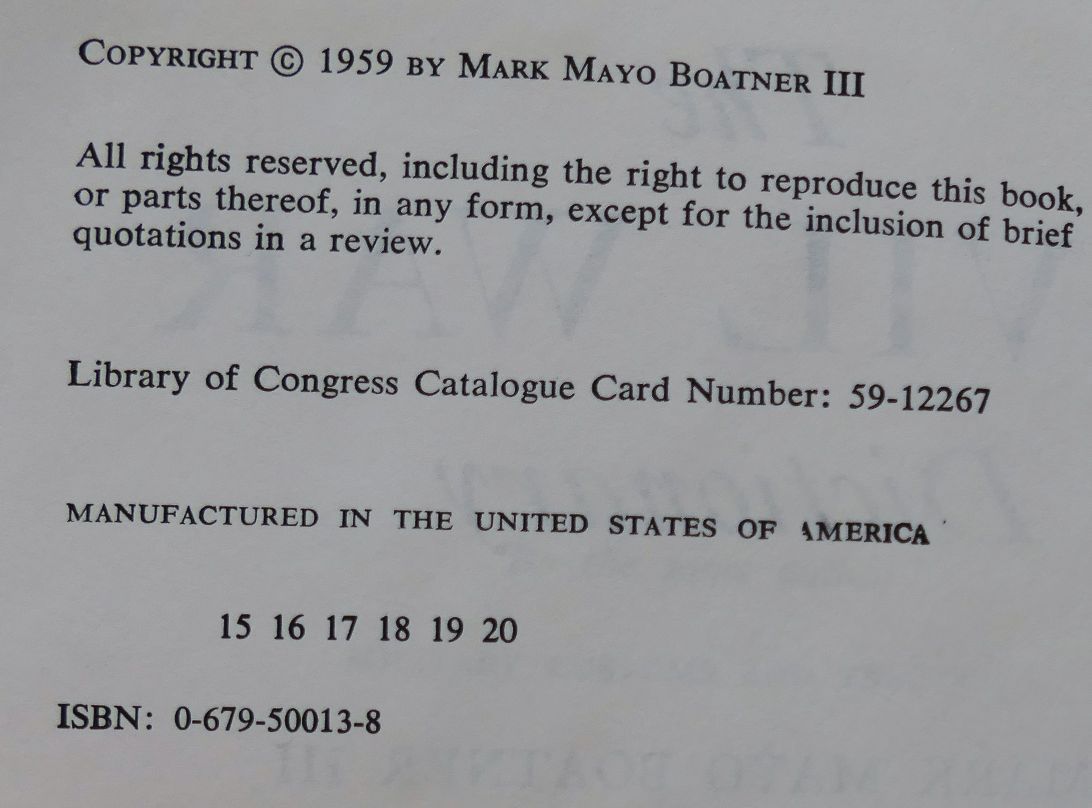 COPYRIGHT © 1959 BY MARK MAYO BOATNER III
All rights reserved, including the right to reproduce this book,
or parts thereof, in any form, except for the inclusion of brief
quotations in a review.
Library of Congress Catalogue Card Number: 59-12267
MANUFACTURED IN THE UNITED STATES OF AMERICA
15 16 17 18 19 20
ISBN: 0-679-50013-8